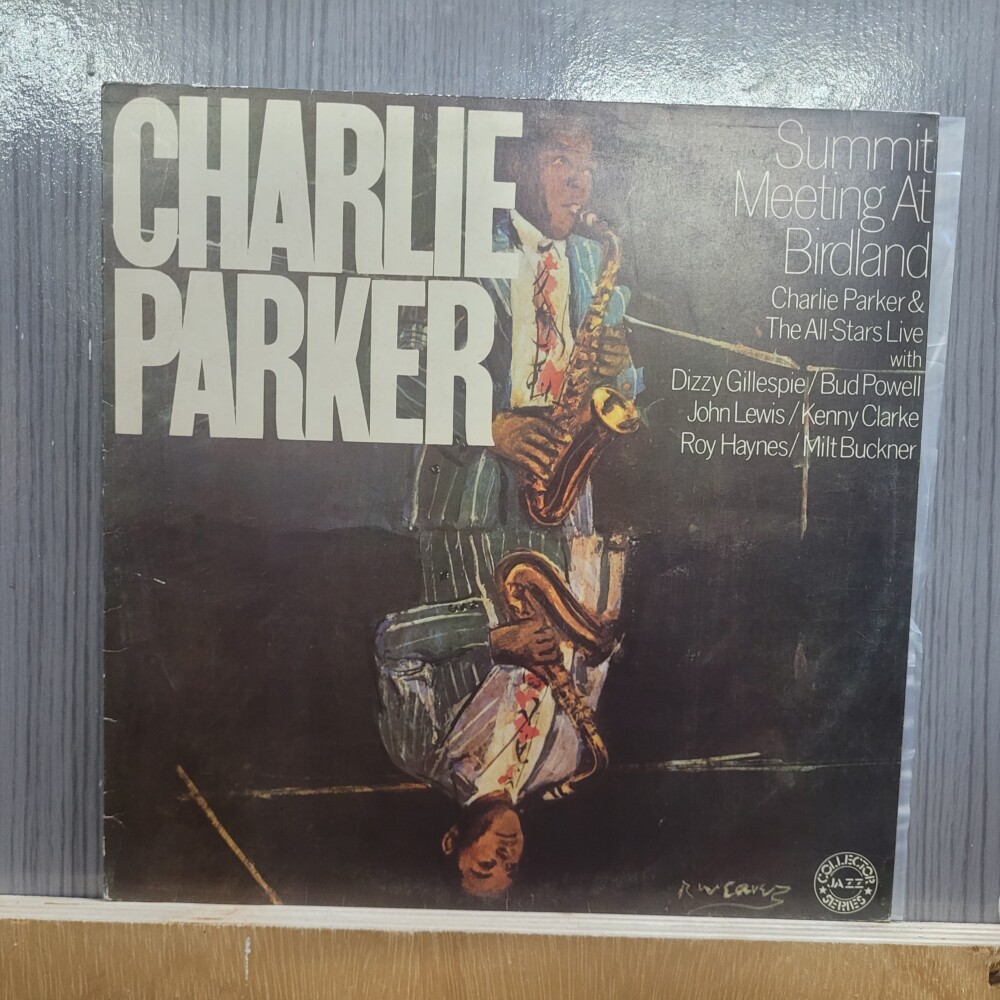 CHARLIE
PARKER
Summit
Meeting At
Birdland
Charlie Parker &
The All-Stars Live
with
Dizzy Gillespie / Bud Powell
John Lewis / Kenny Clarke
Roy Haynes / Milt Buckner
COLLECTOR
JAZZ
SERIES